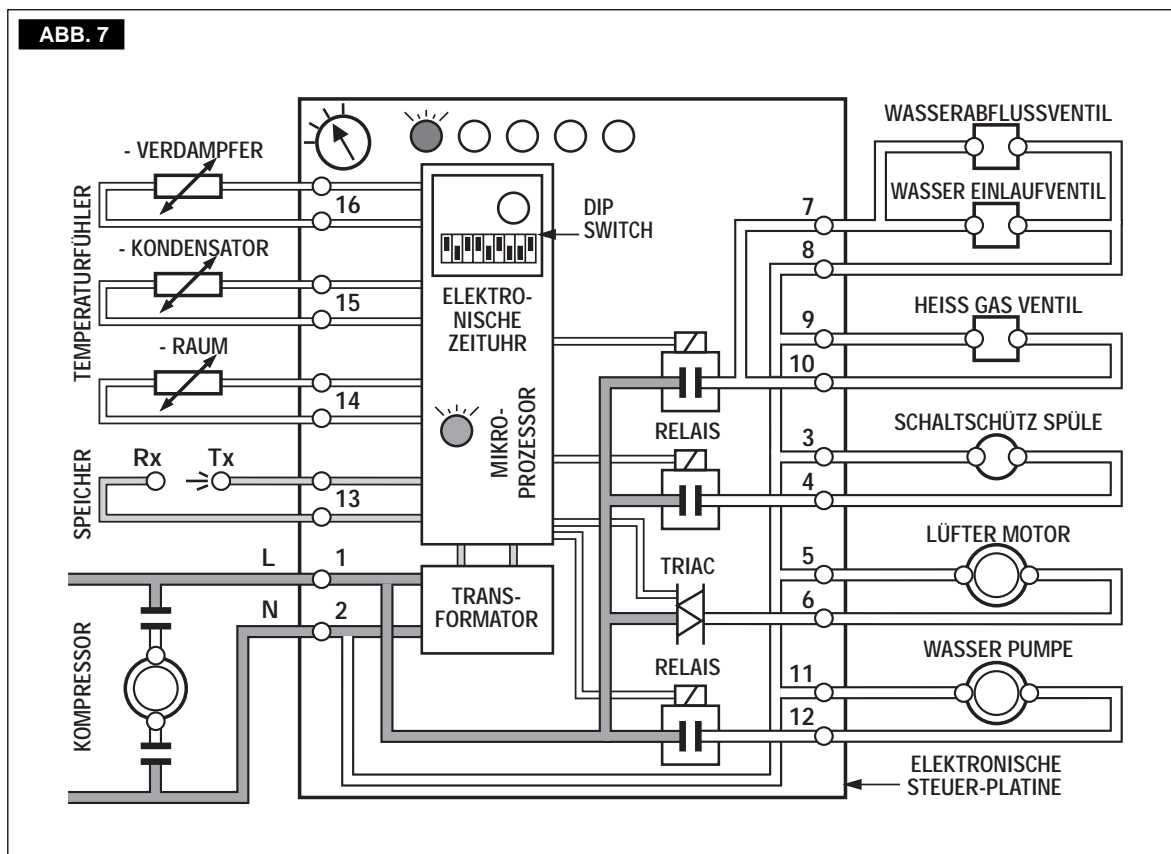 ABB. 7
TEMPERATURFÜHLER
- VERDAMPFER
16
- KONDENSATOR
15
- RAUM
14
SPEICHER
Rx
Tx
13
L
1
N
2
KOMPRESSOR
DIP
SWITCH
ELEKTRO-
NISCHE
ZEITUHR
MIKRO-
PROZESSOR
TRANS-
FORMATOR
RELAIS
TRIAC
RELAIS
WASSERABFLUSSVENTIL
WASSER EINLAUFVENTIL
7
8
HEISS GAS VENTIL
9
10
SCHALTSCHÜTZ SPÜLE
3
4
LÜFTER MOTOR
5
6
WASSER PUMPE
11
12
ELEKTRONISCHE
STEUER-PLATINE